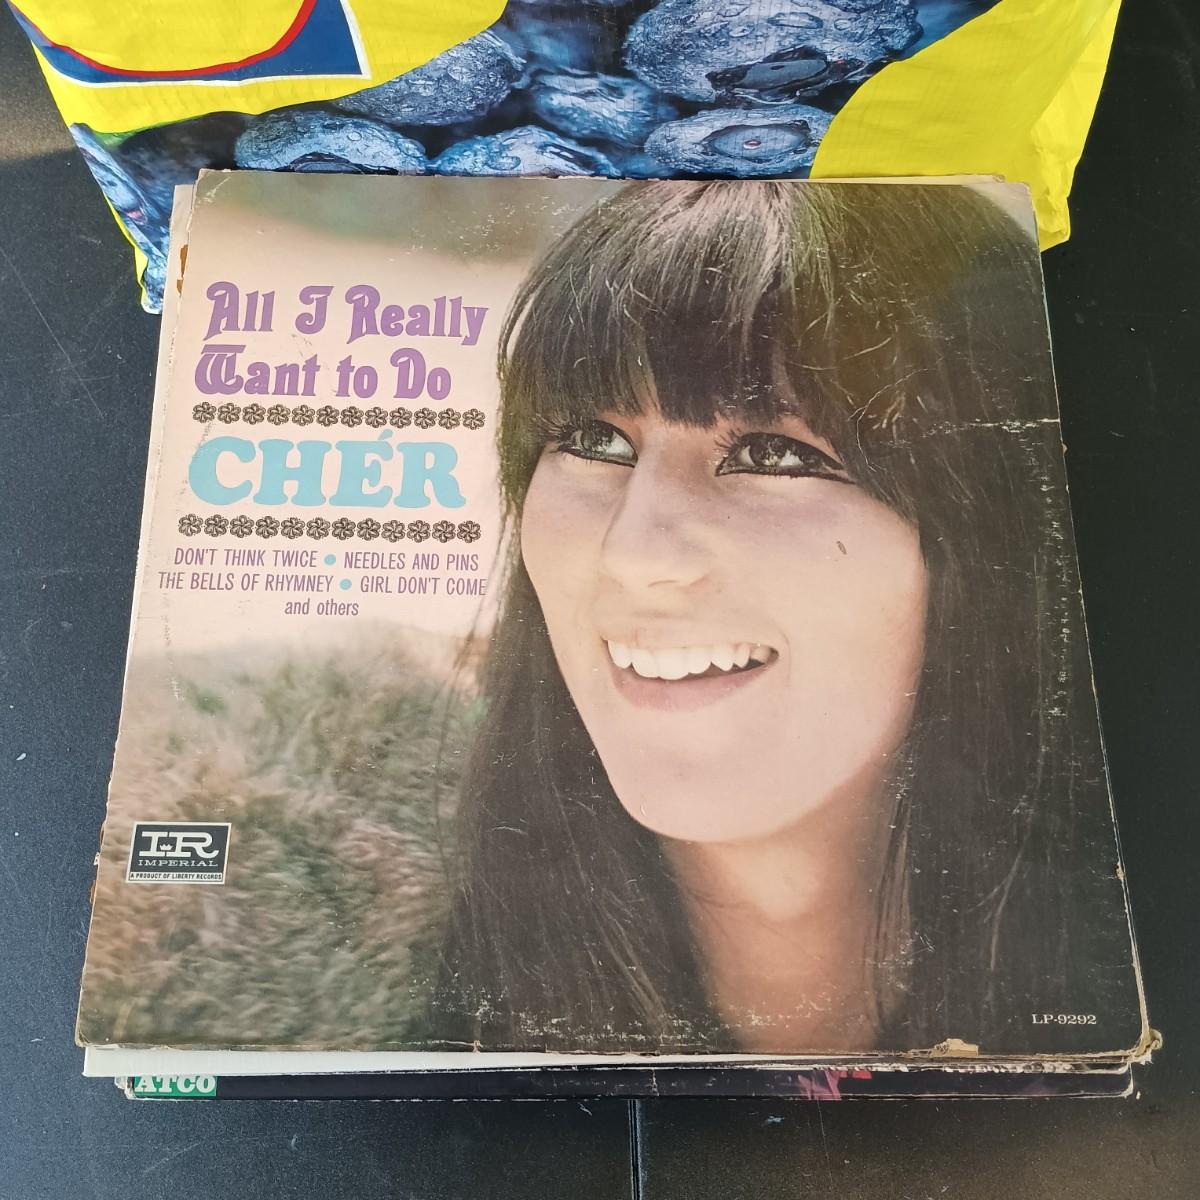 All I Really
Want to Do
CHÉR
DON'T THINK TWICE • NEEDLES AND PINS
THE BELLS OF RHYMNEY • GIRL DON'T COME
and others
IR
IMPERIAL
A PRODUCT OF LIBERTY RECORDS
LP-9292
ATCO